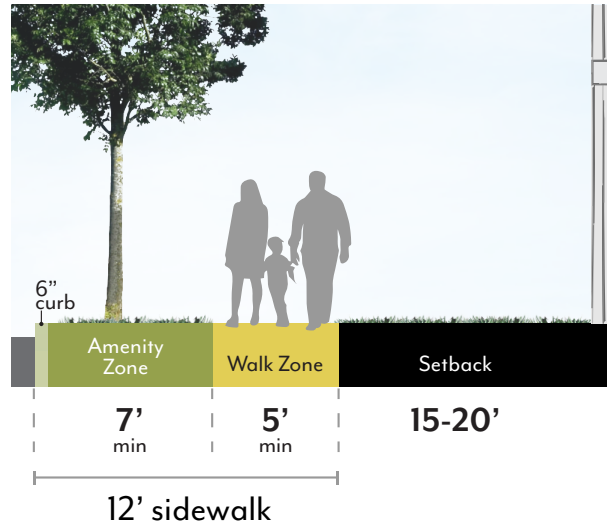 6”
curb
Amenity
Zone
Walk Zone
Setback
7’
min
5’
min
15-20’
12’ sidewalk